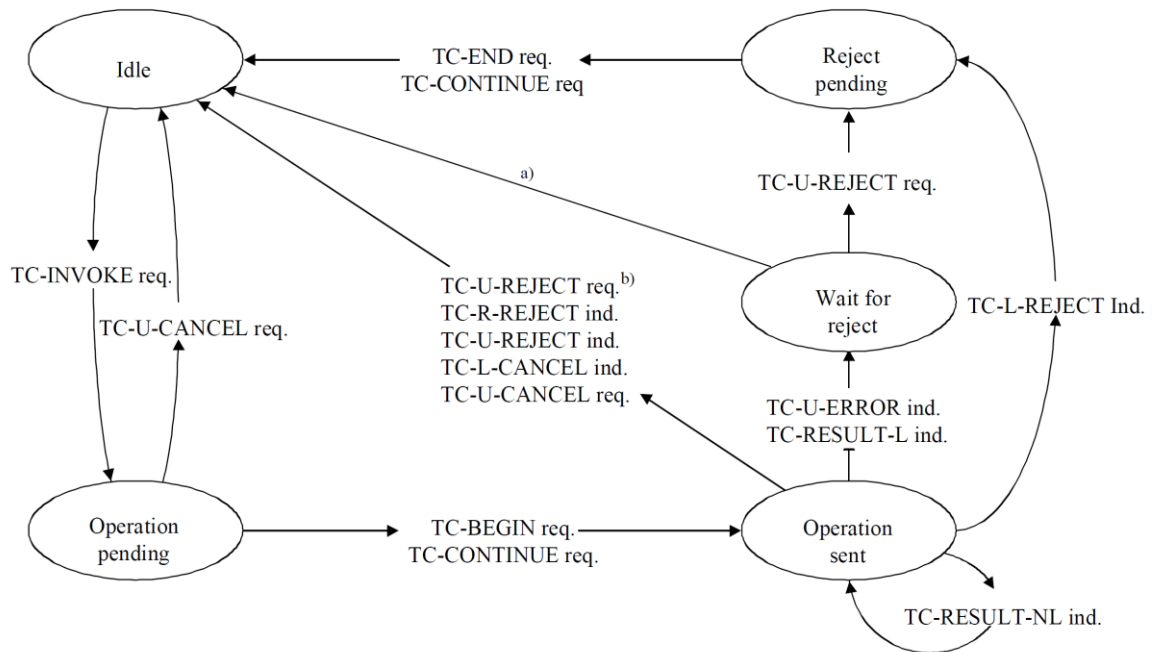 Idle
TC-END req.
TC-CONTINUE req
Reject
pending
a)
TC-U-REJECT req.
TC-INVOKE req.
TC-U-CANCEL req.
TC-U-REJECT req.b)
TC-R-REJECT ind.
TC-U-REJECT ind.
TC-L-CANCEL ind.
TC-U-CANCEL req.
Wait for
reject
TC-L-REJECT Ind.
TC-U-ERROR ind.
TC-RESULT-L ind.
Operation
pending
TC-BEGIN req.
TC-CONTINUE req.
Operation
sent
TC-RESULT-NL ind.